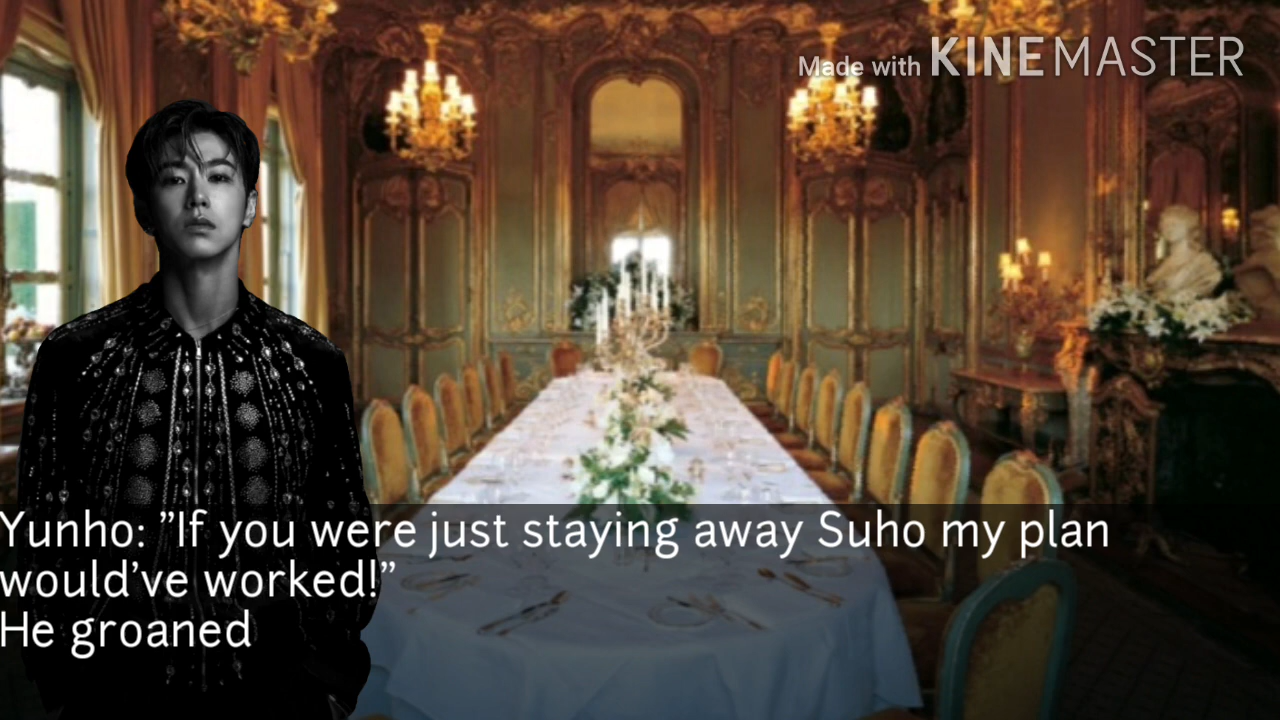 Made with KINEMASTER
Yunho: ”If you were just staying away Suho my plan
would’ve worked!”
He groaned